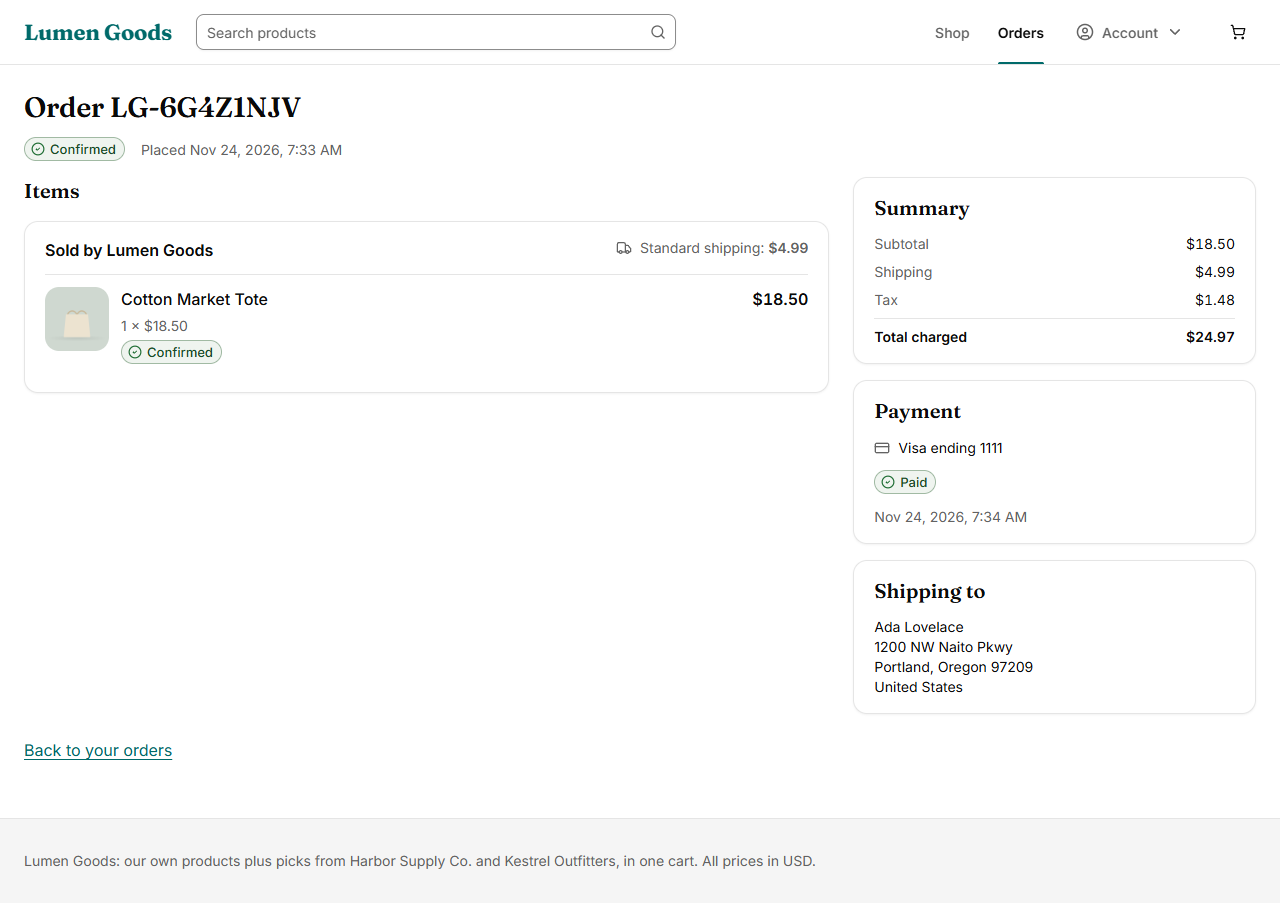 Lumen Goods
Search products
Shop
Orders
Account
Order LG-6G4Z1NJV
Confirmed
Placed Nov 24, 2026, 7:33 AM
Items
Sold by Lumen Goods
Standard shipping: $4.99
Cotton Market Tote
$18.50
1 × $18.50
Confirmed
Summary
Subtotal $18.50
Shipping $4.99
Tax $1.48
Total charged $24.97
Payment
Visa ending 1111
Paid
Nov 24, 2026, 7:34 AM
Shipping to
Ada Lovelace
1200 NW Naito Pkwy
Portland, Oregon 97209
United States
Back to your orders
Lumen Goods: our own products plus picks from Harbor Supply Co. and Kestrel Outfitters, in one cart. All prices in USD.